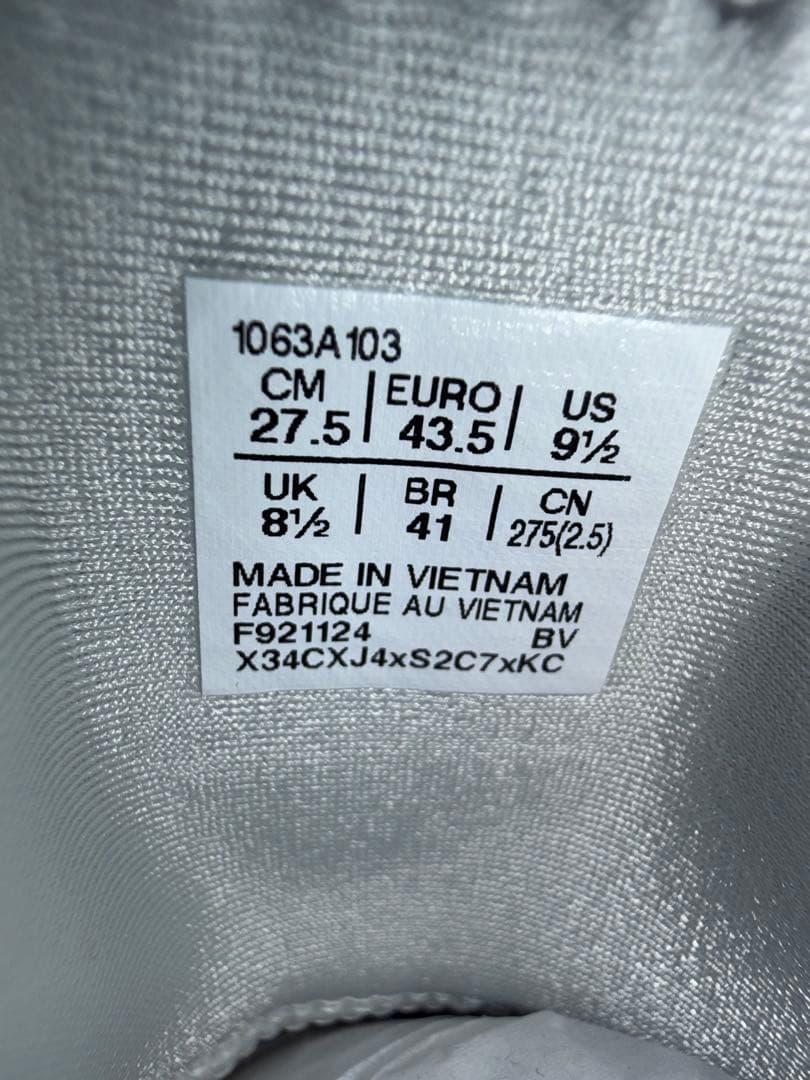 1063A103
CM | EURO | US
27.5 | 43.5 | 9½
UK | BR | CN
8½ | 41 | 275(2.5)
MADE IN VIETNAM
FABRIQUE AU VIETNAM
F921124 BV
X34CXJ4xS2C7xKC